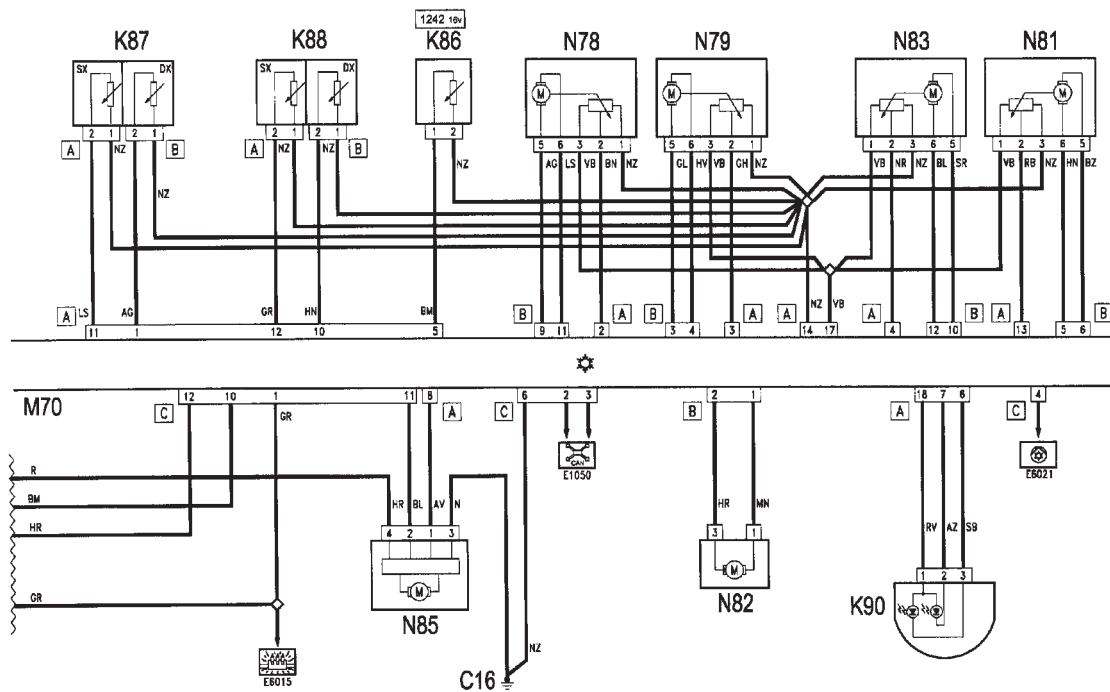 1242 16v
K87 K88 K86 N78 N79 N83 N81
SX DX SX DX
M M M M
2 1 2 1 2 1 2 1 1 2 5 6 3 2 1 5 6 3 2 1 1 2 3 6 5 1 2 3 6 5
A NZ B A NZ NZ B
NZ NZ AG LS VB BN NZ GL HV VB GH NZ VB NR NZ BL SR VB RB NZ HN BZ
A LS AG GR HN BM B A B A A NZ VB A B A B
11 1 12 10 5 9 11 2 3 4 3 14 17 4 12 10 13 5 6
M70
12 10 1 11 8 6 2 3 2 1 18 7 6 4
C GR A C B A C
CAN
E1050
E6021
R
BM
HR
GR
HR BL AV N
4 2 1 3
M
N85
HR MN
3 1
M
N82
RV AZ SB
1 2 3
K90
E6015
NZ
C16